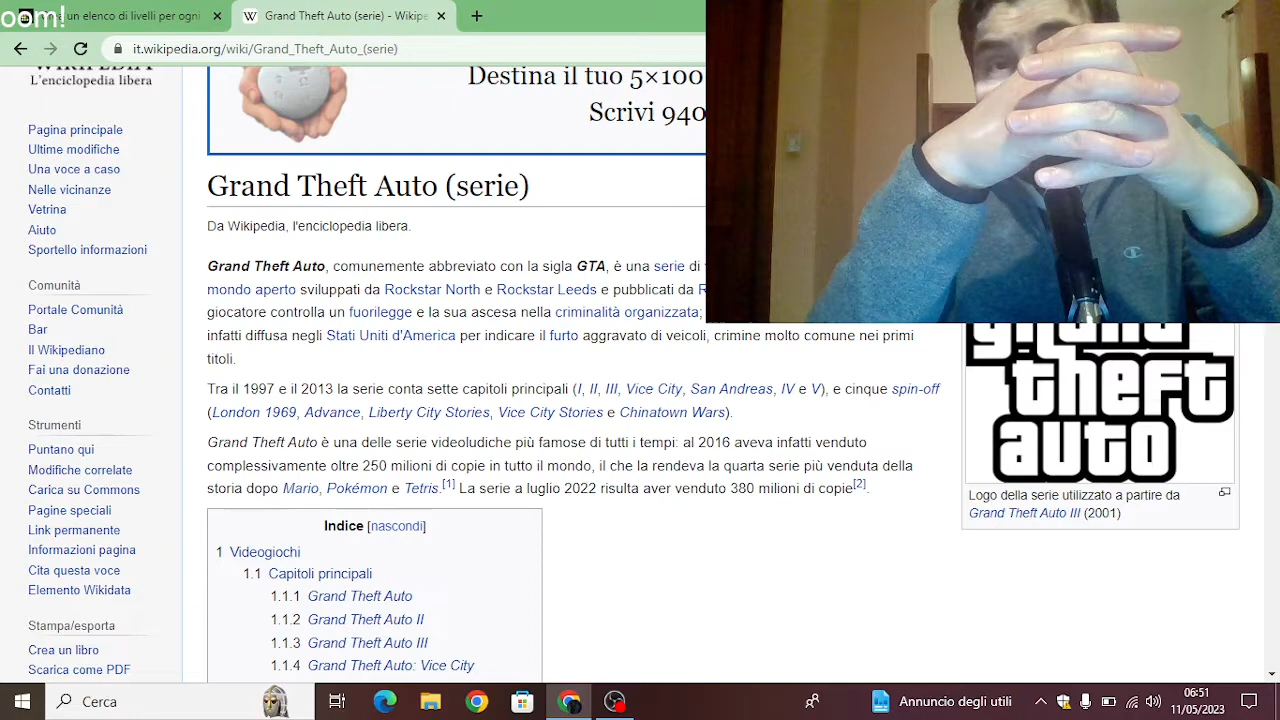 oom!
un elenco di livelli per ogni
Grand Theft Auto (serie) - Wikipe
it.wikipedia.org/wiki/Grand_Theft_Auto_(serie)
L'enciclopedia libera
Destina il tuo 5×100
Scrivi 940
Pagina principale
Ultime modifiche
Una voce a caso
Nelle vicinanze
Vetrina
Aiuto
Sportello informazioni
Comunità
Portale Comunità
Bar
Il Wikipediano
Fai una donazione
Contatti
Strumenti
Puntano qui
Modifiche correlate
Carica su Commons
Pagine speciali
Link permanente
Informazioni pagina
Cita questa voce
Elemento Wikidata
Stampa/esporta
Crea un libro
Scarica come PDF
Grand Theft Auto (serie)
Da Wikipedia, l'enciclopedia libera.
Grand Theft Auto, comunemente abbreviato con la sigla GTA, è una serie di
mondo aperto sviluppati da Rockstar North e Rockstar Leeds e pubblicati da
giocatore controlla un fuorilegge e la sua ascesa nella criminalità organizzata;
infatti diffusa negli Stati Uniti d'America per indicare il furto aggravato di veicoli, crimine molto comune nei primi
titoli.
Tra il 1997 e il 2013 la serie conta sette capitoli principali (I, II, III, Vice City, San Andreas, IV e V), e cinque spin-off
(London 1969, Advance, Liberty City Stories, Vice City Stories e Chinatown Wars).
Grand Theft Auto è una delle serie videoludiche più famose di tutti i tempi: al 2016 aveva infatti venduto
complessivamente oltre 250 milioni di copie in tutto il mondo, il che la rendeva la quarta serie più venduta della
storia dopo Mario, Pokémon e Tetris.[1] La serie a luglio 2022 risulta aver venduto 380 milioni di copie[2].
Indice [nascondi]
1 Videogiochi
1.1 Capitoli principali
1.1.1 Grand Theft Auto
1.1.2 Grand Theft Auto II
1.1.3 Grand Theft Auto III
1.1.4 Grand Theft Auto: Vice City
grand
theft
auto
Logo della serie utilizzato a partire da
Grand Theft Auto III (2001)
Cerca
Annuncio degli utili
06:51
11/05/2023